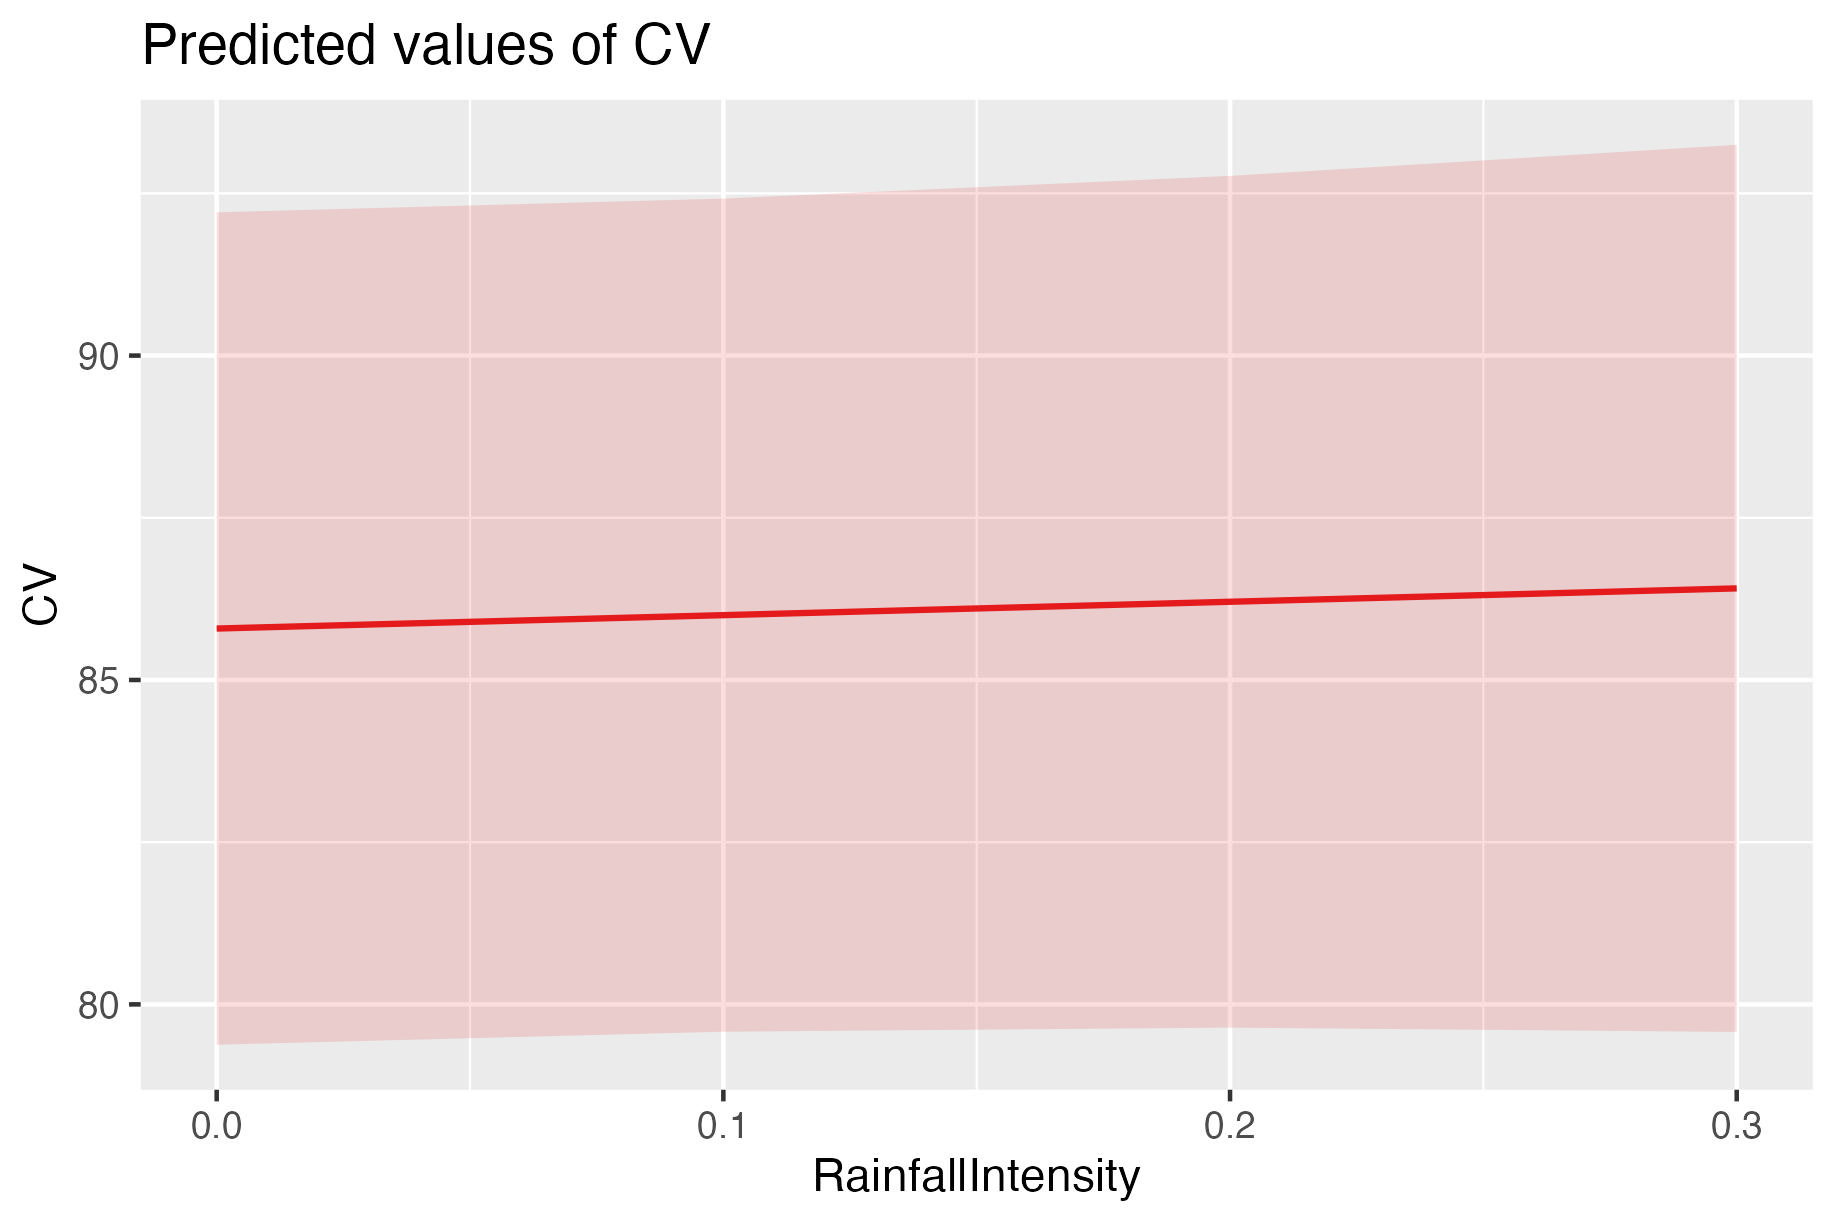 Predicted values of CV
90
85
80
CV
0.0 0.1 0.2 0.3
RainfallIntensity